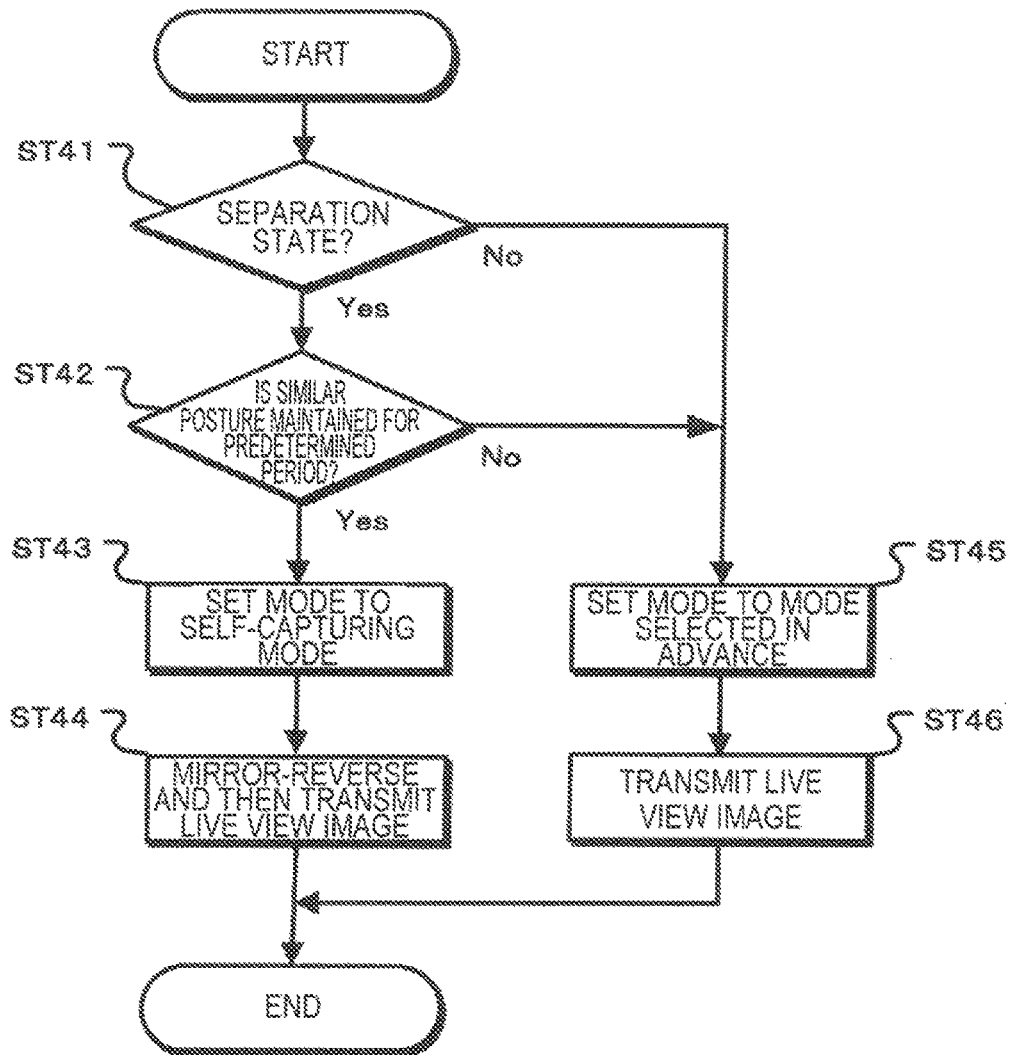 START
ST41
SEPARATION
STATE?
No
Yes
ST42
IS SIMILAR
POSTURE MAINTAINED FOR
PREDETERMINED
PERIOD?
No
Yes
ST43
SET MODE TO
SELF-CAPTURING
MODE
ST45
SET MODE TO MODE
SELECTED IN
ADVANCE
ST44
MIRROR-REVERSE
AND THEN TRANSMIT
LIVE VIEW IMAGE
ST46
TRANSMIT LIVE
VIEW IMAGE
END